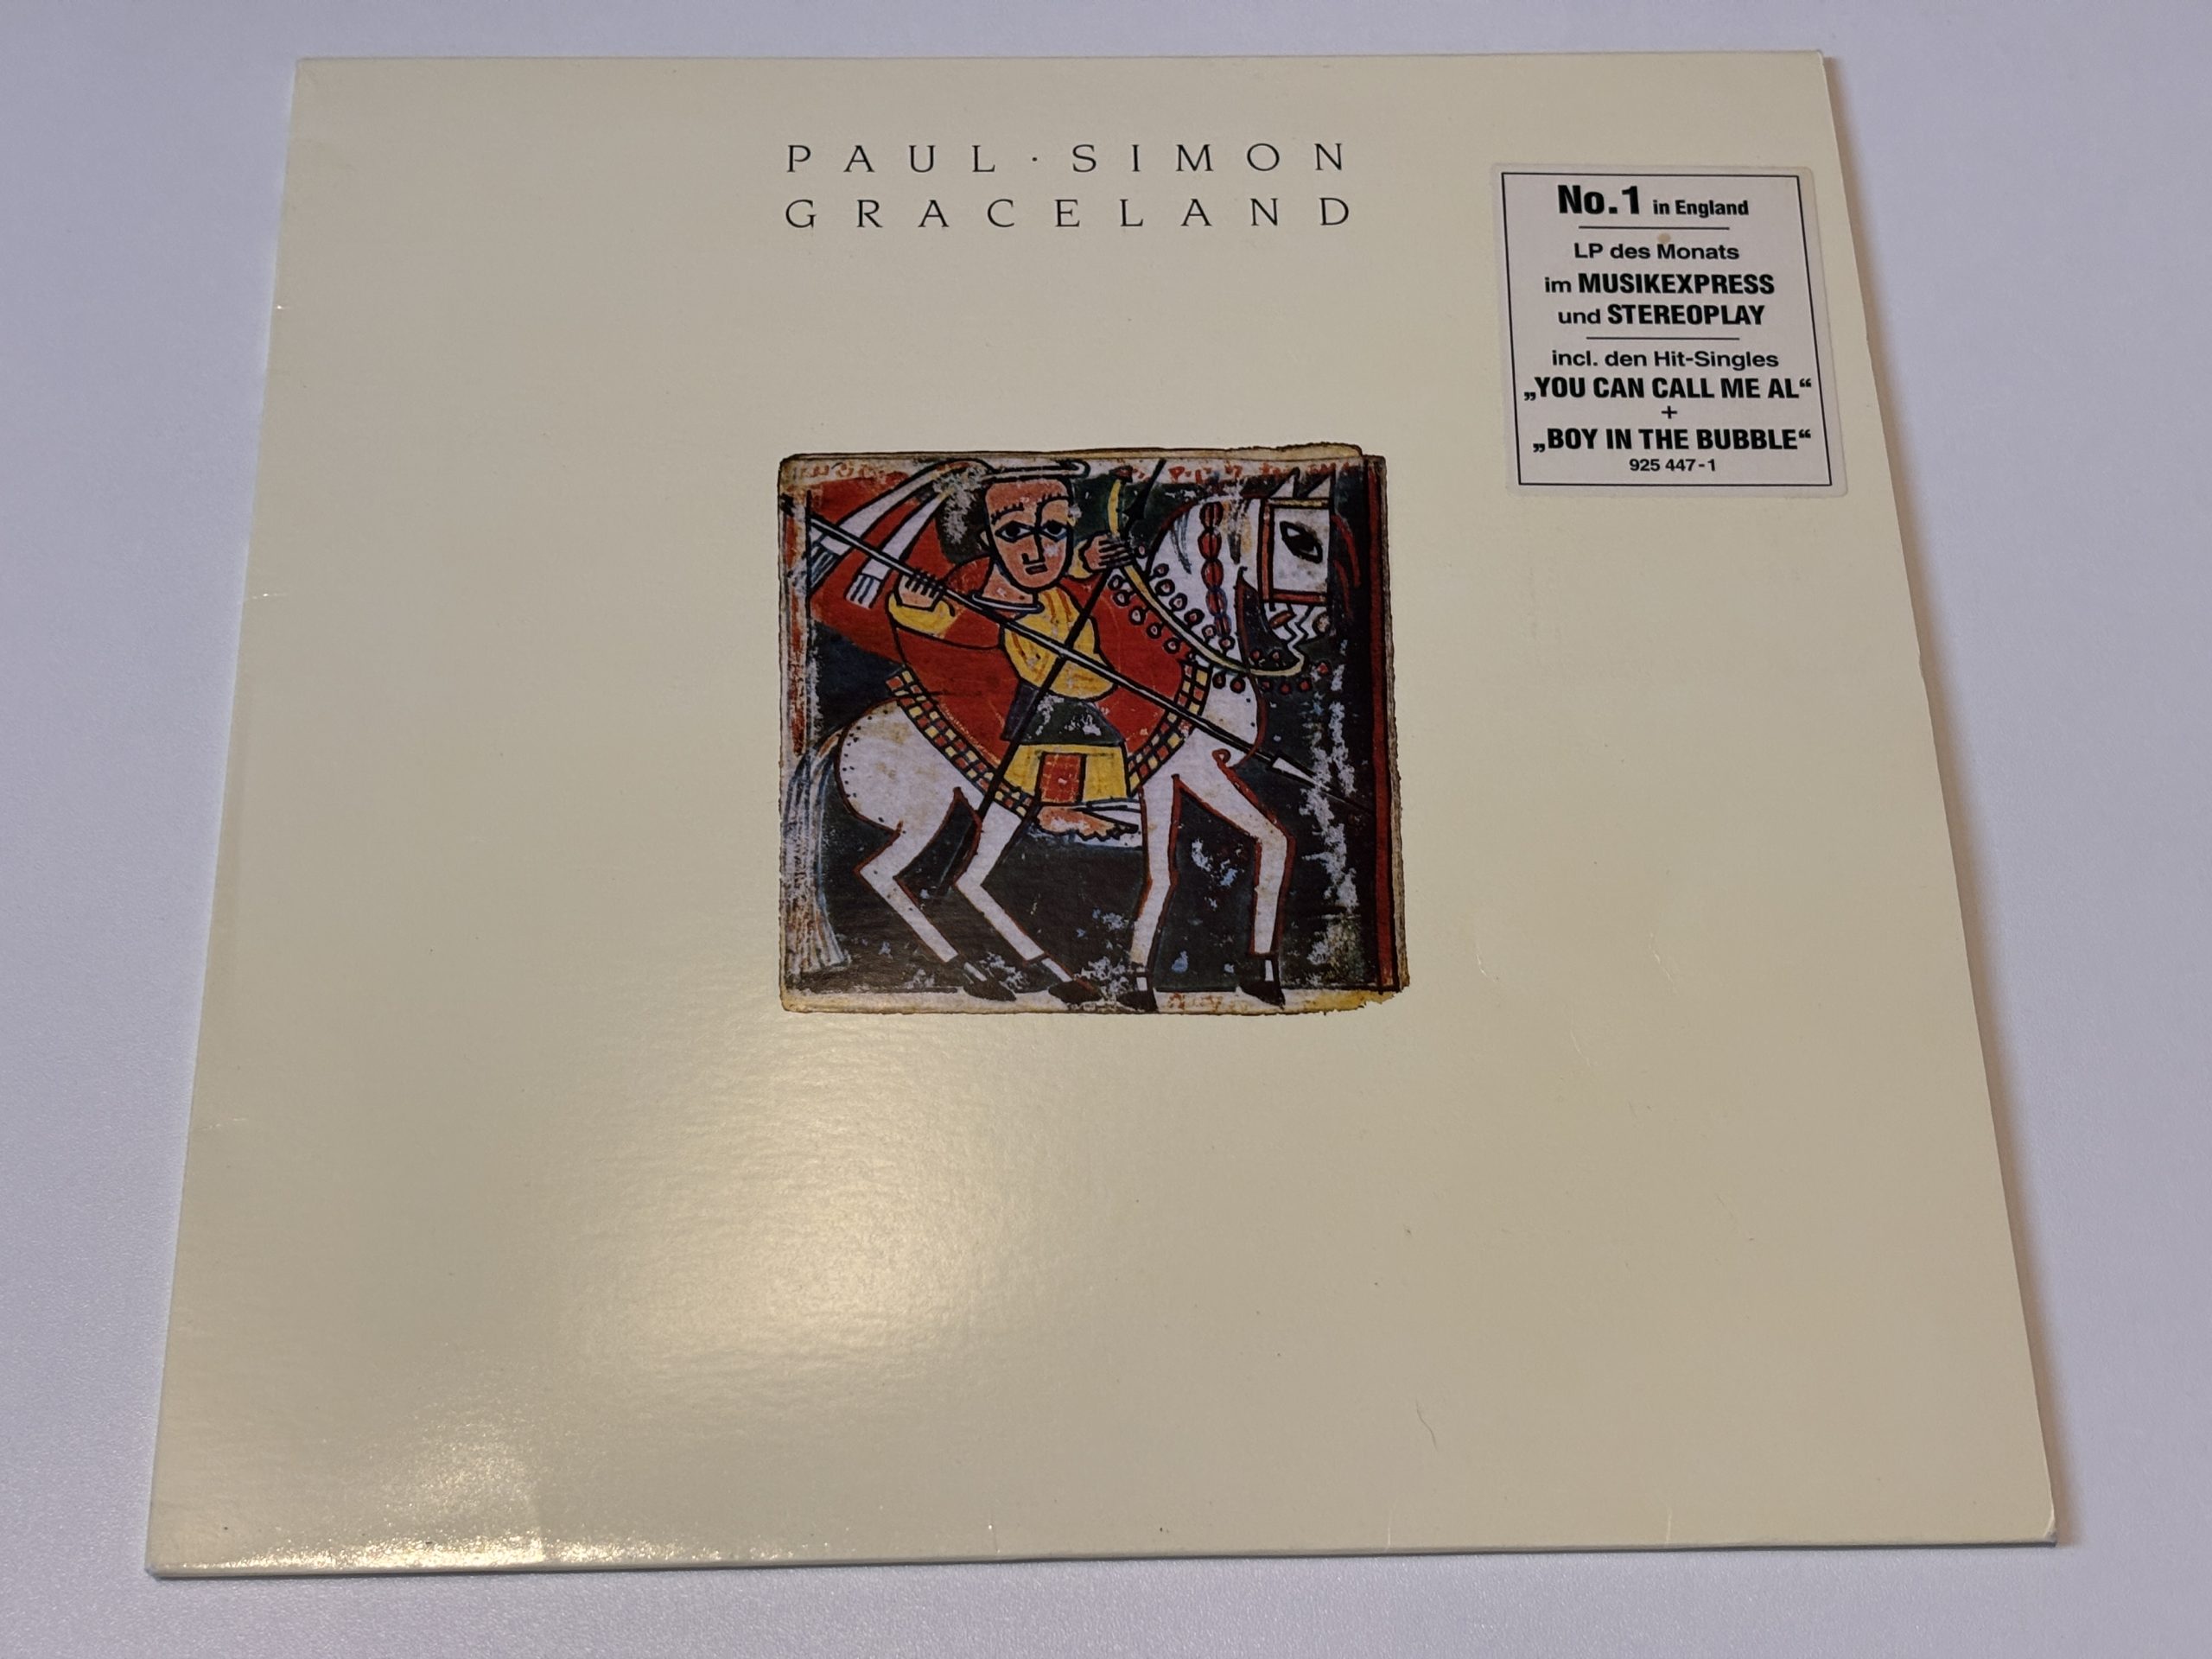 PAUL · SIMON
GRACELAND
No.1 in England
LP des Monats
im MUSIKEXPRESS
und STEREOPLAY
incl. den Hit-Singles
„YOU CAN CALL ME AL“
+
„BOY IN THE BUBBLE“
925 447-1